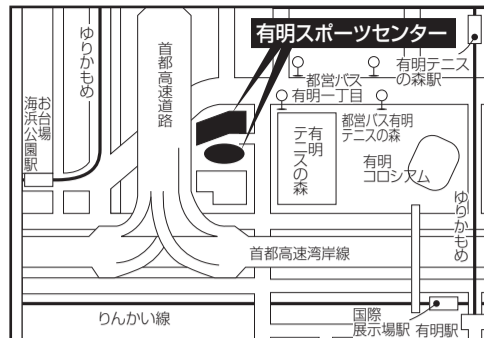 有明スポーツセンター
ゆりかもめ
首都高速道路
お台場
海浜公園駅
都営バス
有明一丁目
有明テニス
の森駅
都営バス有明
テニスの森
有明
テニスの森
有明
コロシアム
ゆりかもめ
首都高速湾岸線
りんかい線
国際
展示場駅
有明駅